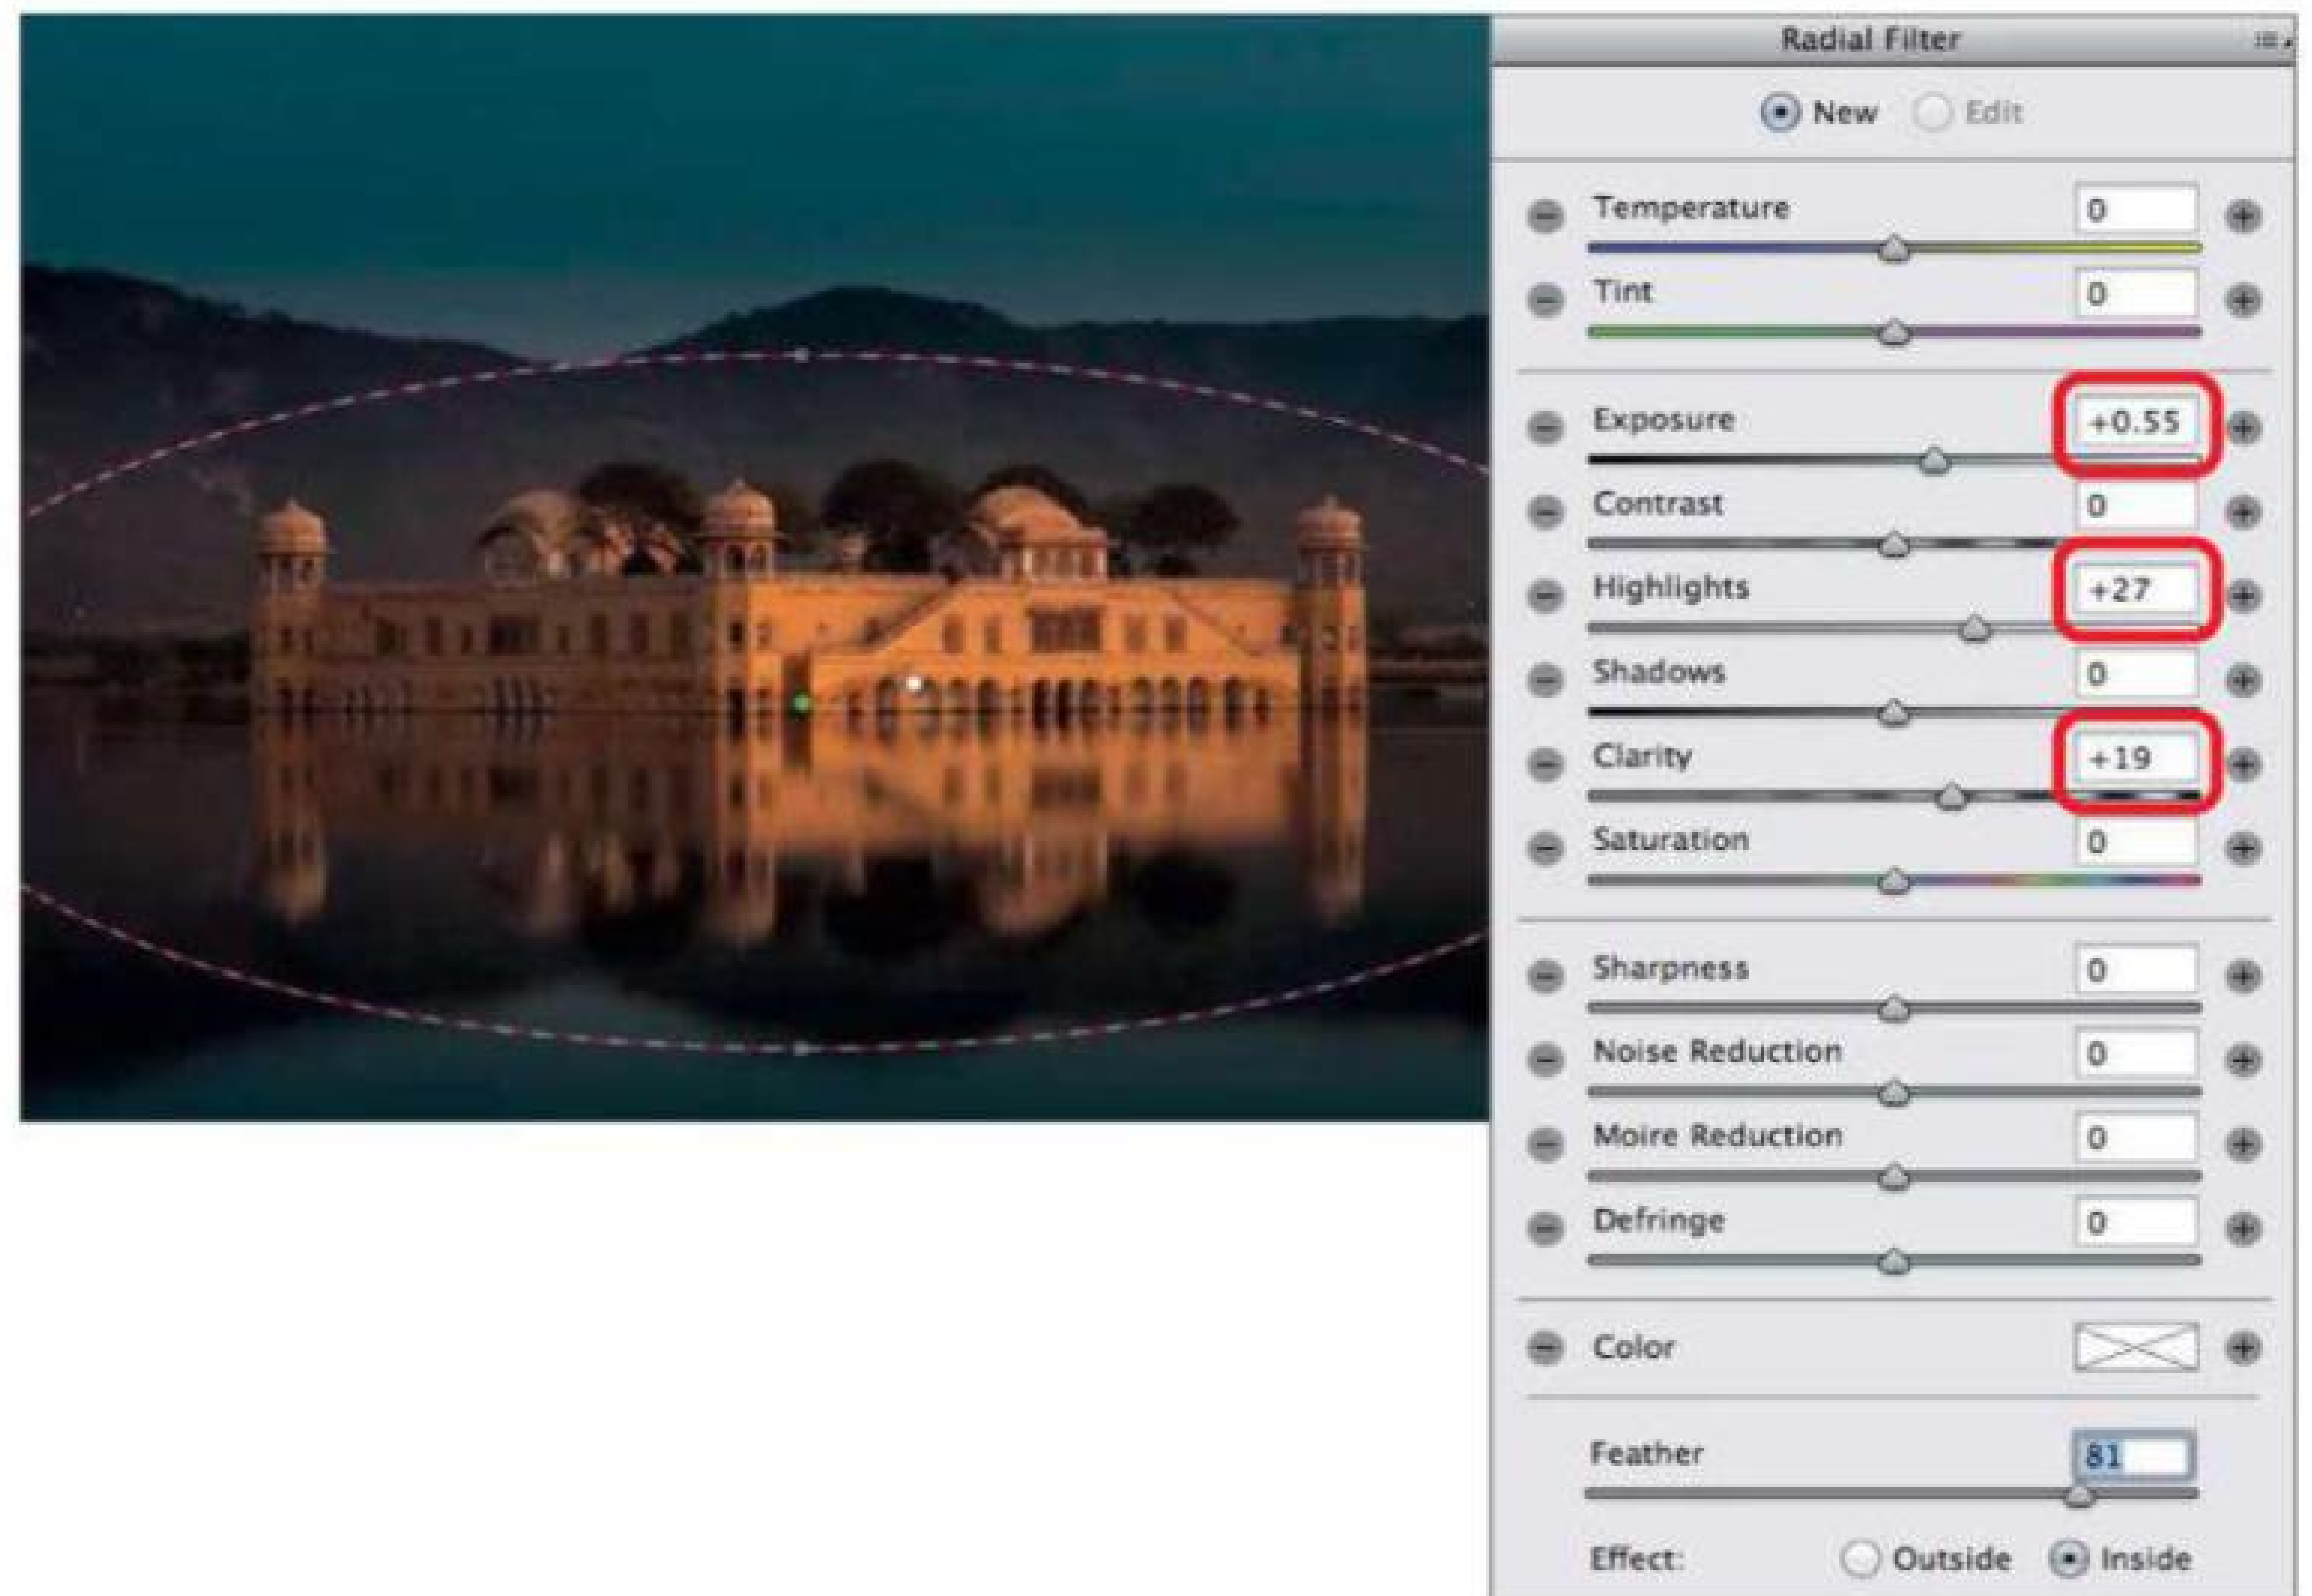 Radial Filter
New Edit
Temperature 0
Tint 0
Exposure +0.55
Contrast 0
Highlights +27
Shadows 0
Clarity +19
Saturation 0
Sharpness 0
Noise Reduction 0
Moire Reduction 0
Defringe 0
Color
Feather 81
Effect: Outside Inside